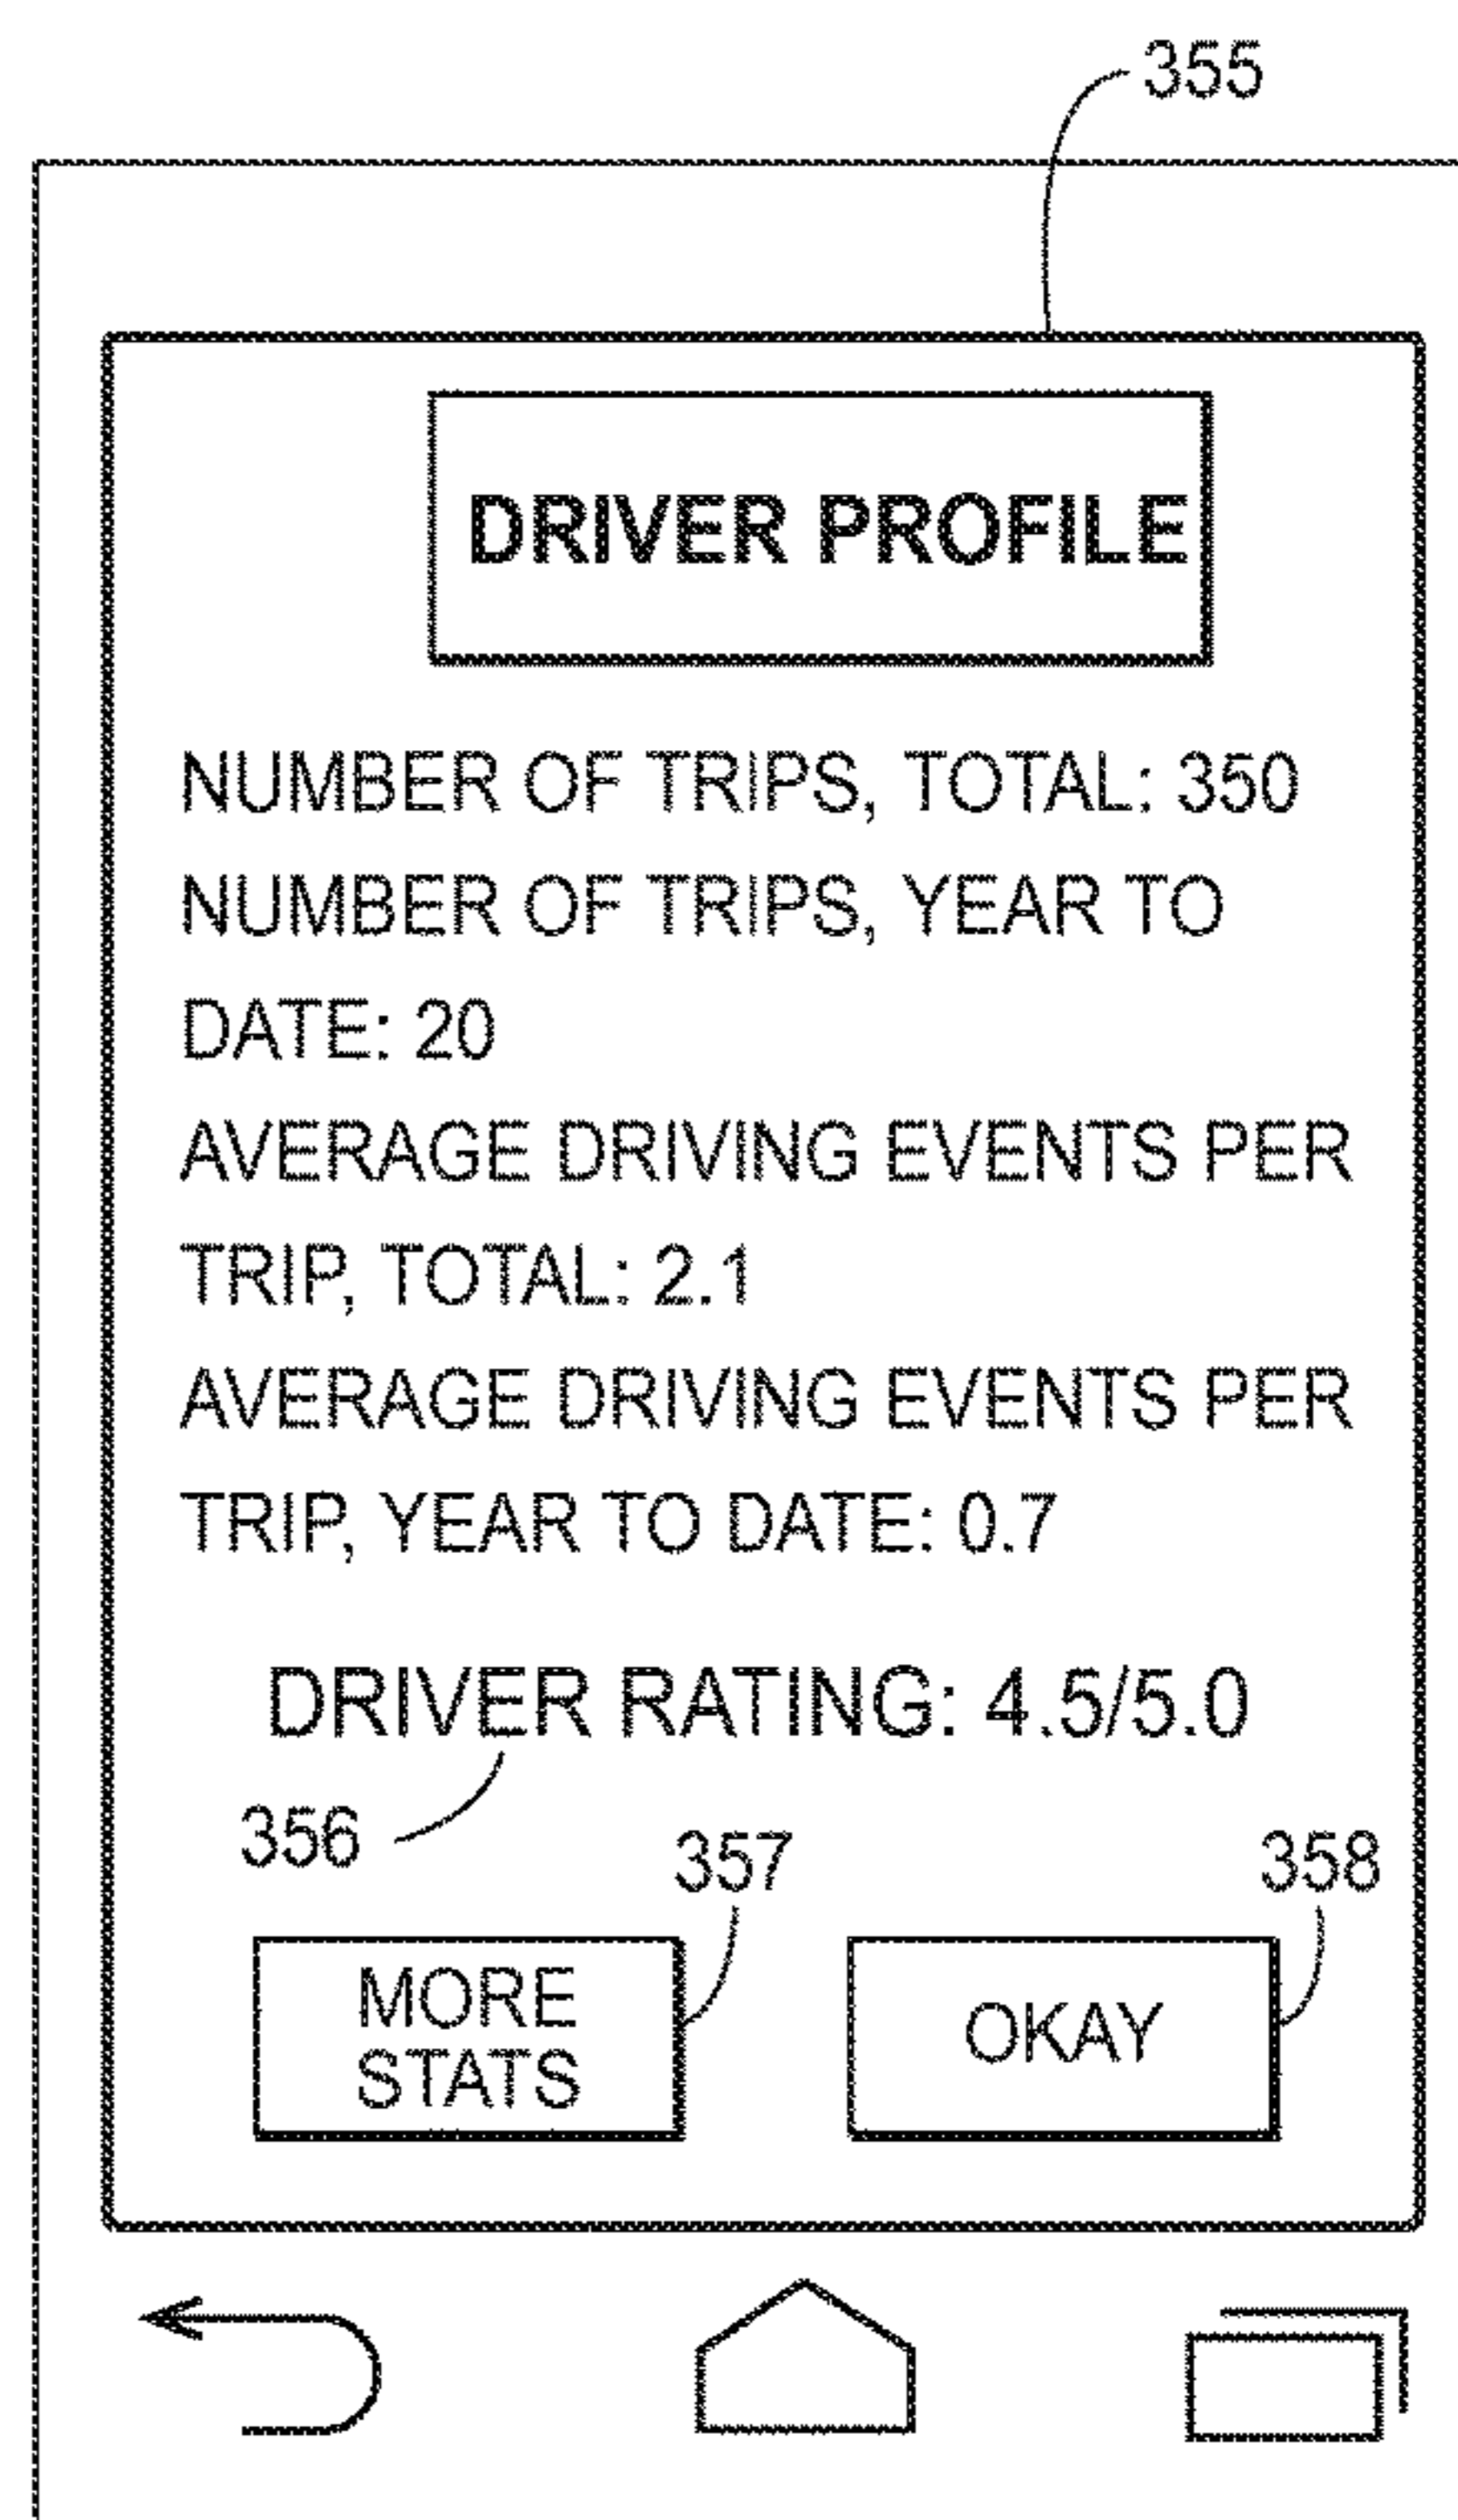 355
DRIVER PROFILE
NUMBER OF TRIPS, TOTAL: 350
NUMBER OF TRIPS, YEAR TO
DATE: 20
AVERAGE DRIVING EVENTS PER
TRIP, TOTAL: 2.1
AVERAGE DRIVING EVENTS PER
TRIP, YEAR TO DATE: 0.7
DRIVER RATING: 4.5/5.0
356
357
358
MORE
STATS
OKAY